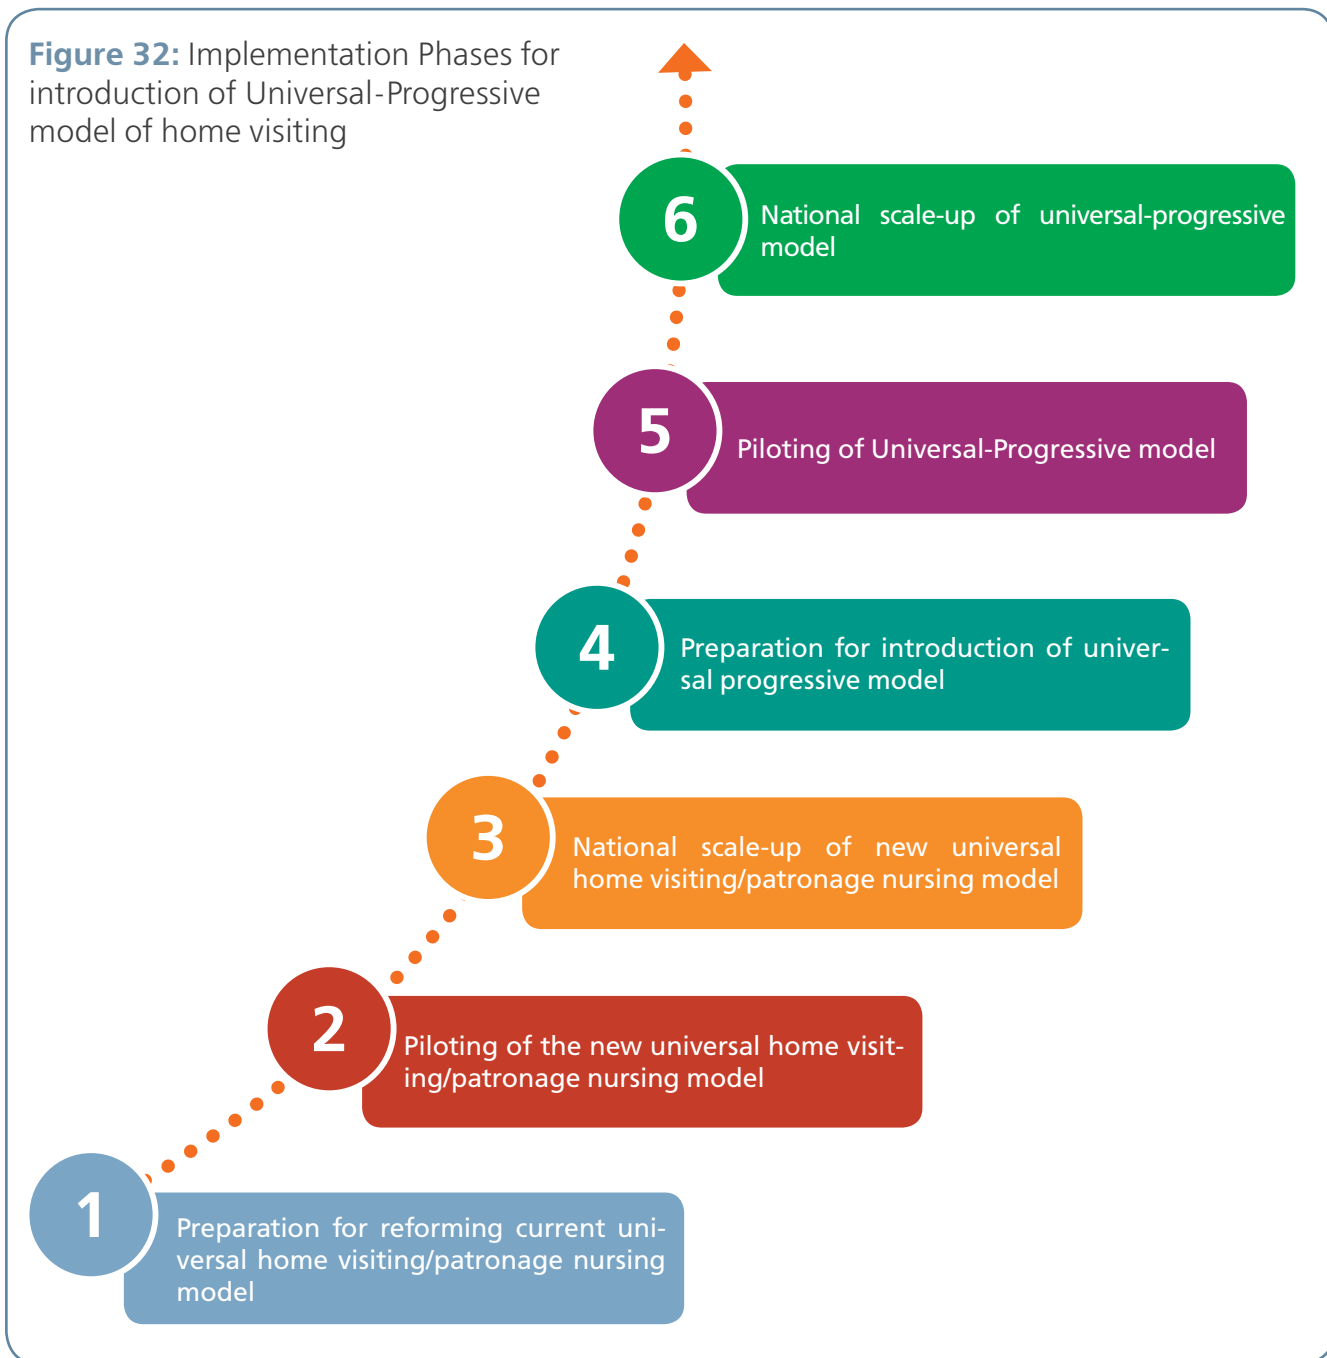 Figure 32: Implementation Phases for
introduction of Universal-Progressive
model of home visiting
6
National scale-up of universal-progressive
model
5
Piloting of Universal-Progressive model
4
Preparation for introduction of univer-
sal progressive model
3
National scale-up of new universal
home visiting/patronage nursing model
2
Piloting of the new universal home visit-
ing/patronage nursing model
1
Preparation for reforming current uni-
versal home visiting/patronage nursing
model